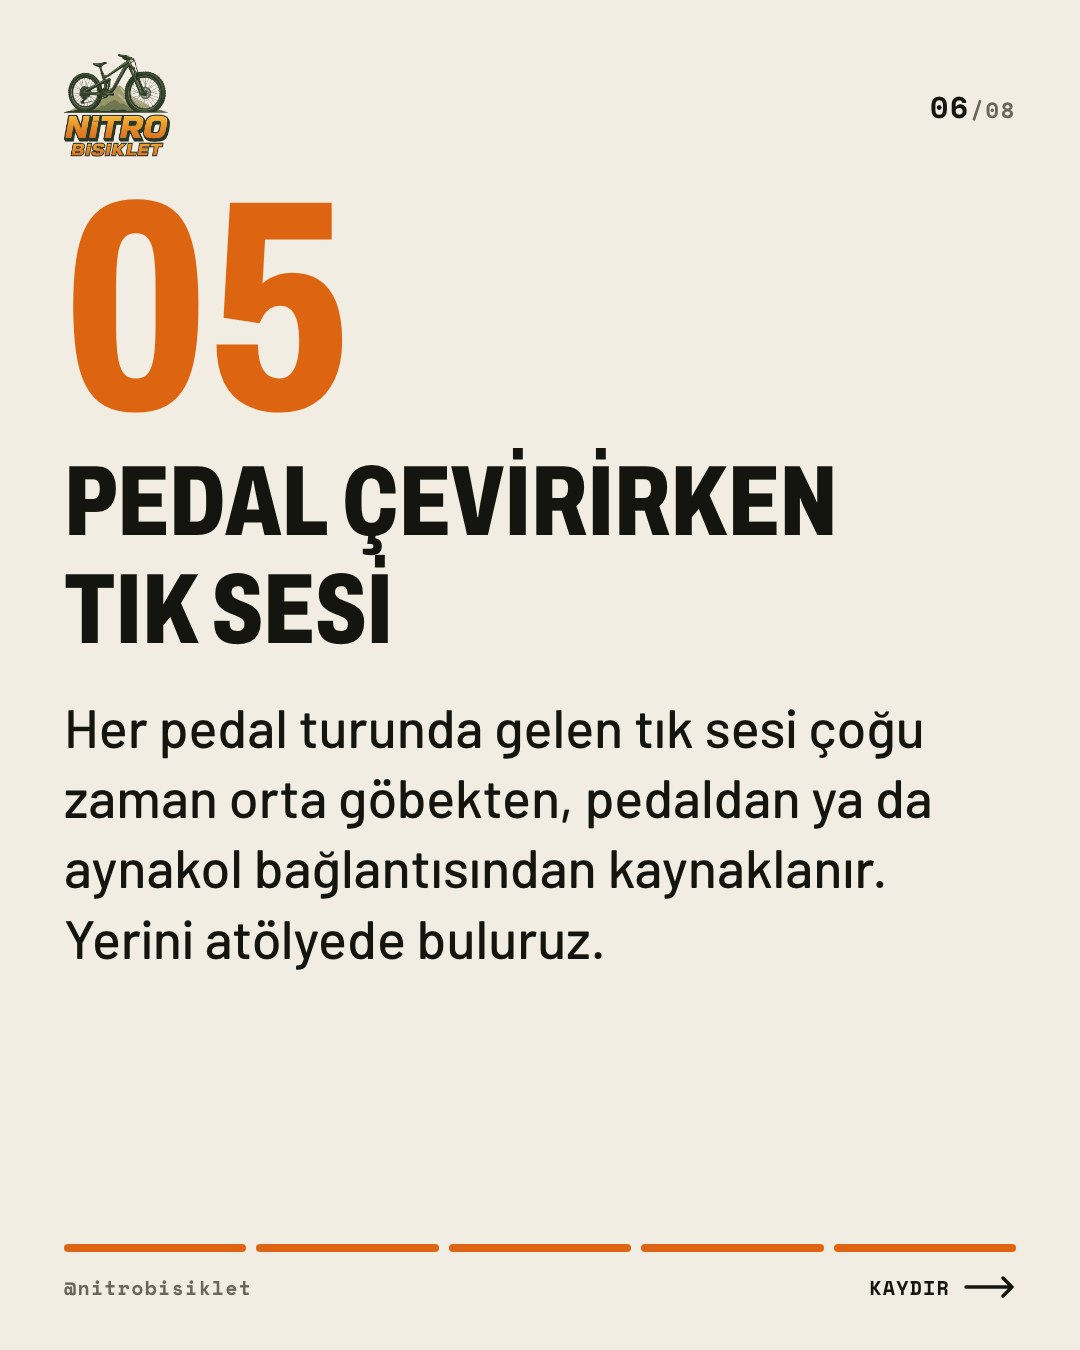 NiTRO
BISIKLET
06/08
05
PEDAL ÇEVİRİRKEN
TIK SESİ
Her pedal turunda gelen tık sesi çoğu
zaman orta göbekten, pedaldan ya da
aynakol bağlantısından kaynaklanır.
Yerini atölyede buluruz.
@nitrobisiklet
KAYDIR